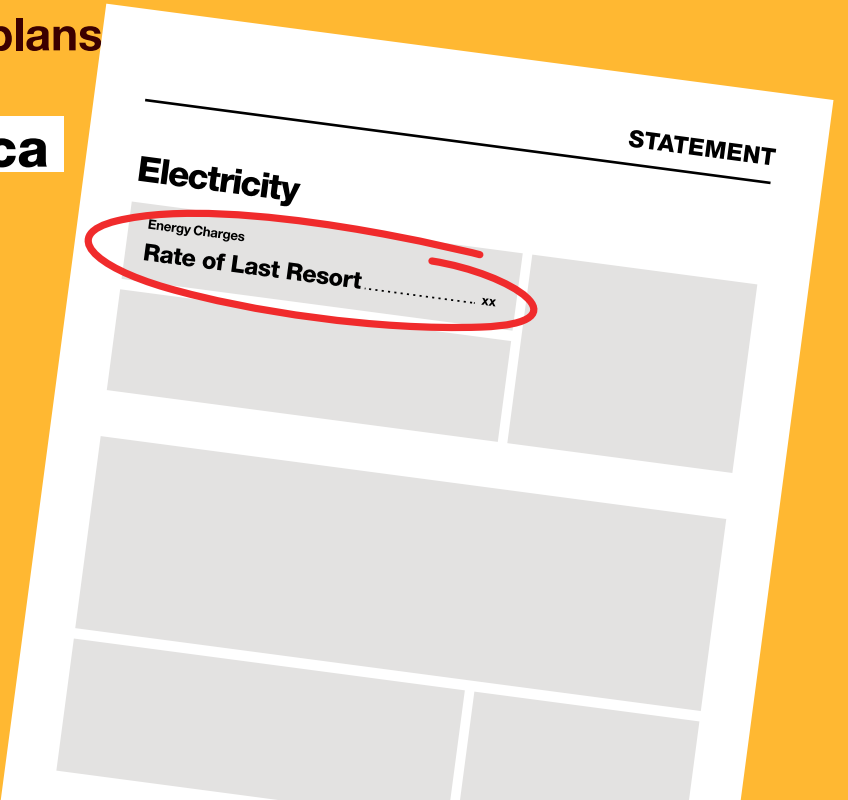 plans
ca
STATEMENT
Electricity
Energy Charges
Rate of Last Resort................................ xx